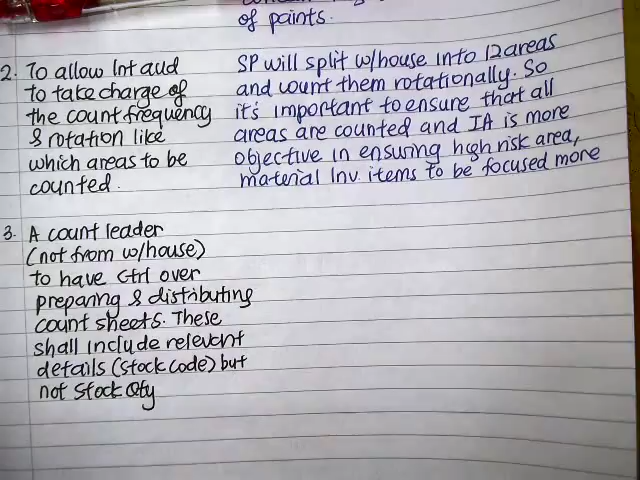 of paints.
2. To allow Int aud
to take charge of
the count frequency
& rotation like
which areas to be
counted.
SP will split w/house into 12 areas
and count them rotationally. So
it's important to ensure that all
areas are counted and IA is more
objective in ensuring high risk area,
material Inv. items to be focused more
3. A count leader
(not from w/house)
to have Ctrl over
preparing & distributing
count sheets. These
shall include relevent
details (stock code) but
not stock Qty